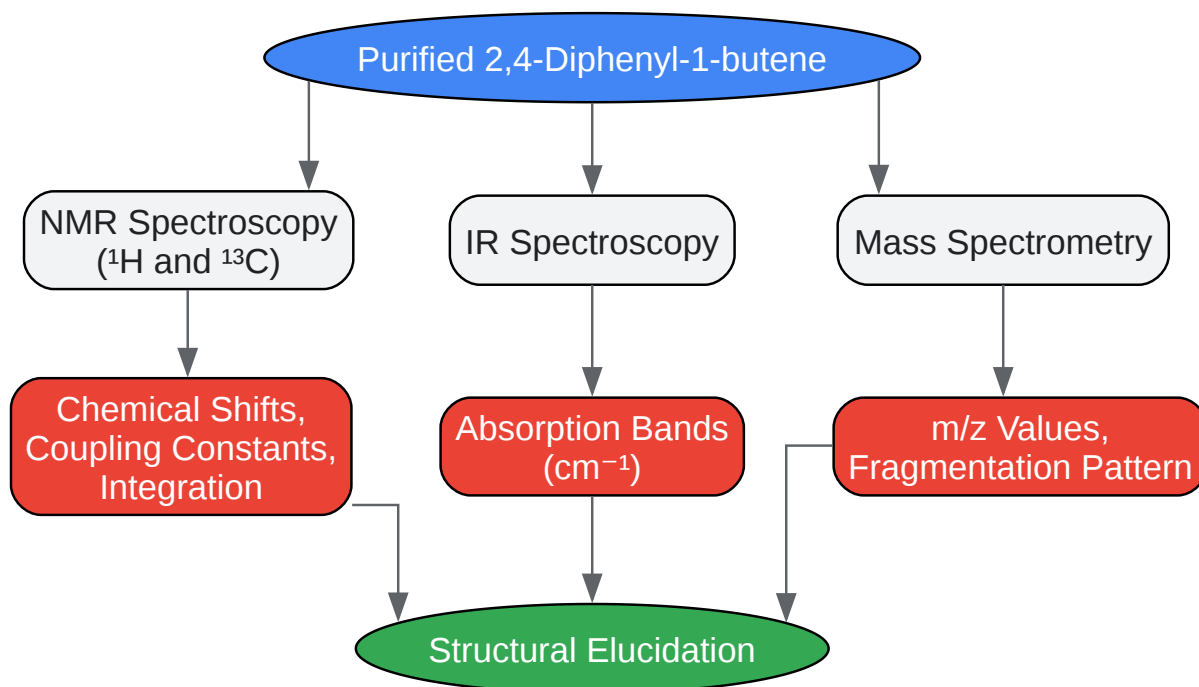 Purified 2,4-Diphenyl-1-butene
NMR Spectroscopy
(¹H and ¹³C)
IR Spectroscopy
Mass Spectrometry
Chemical Shifts,
Coupling Constants,
Integration
Absorption Bands
(cm⁻¹)
m/z Values,
Fragmentation Pattern
Structural Elucidation